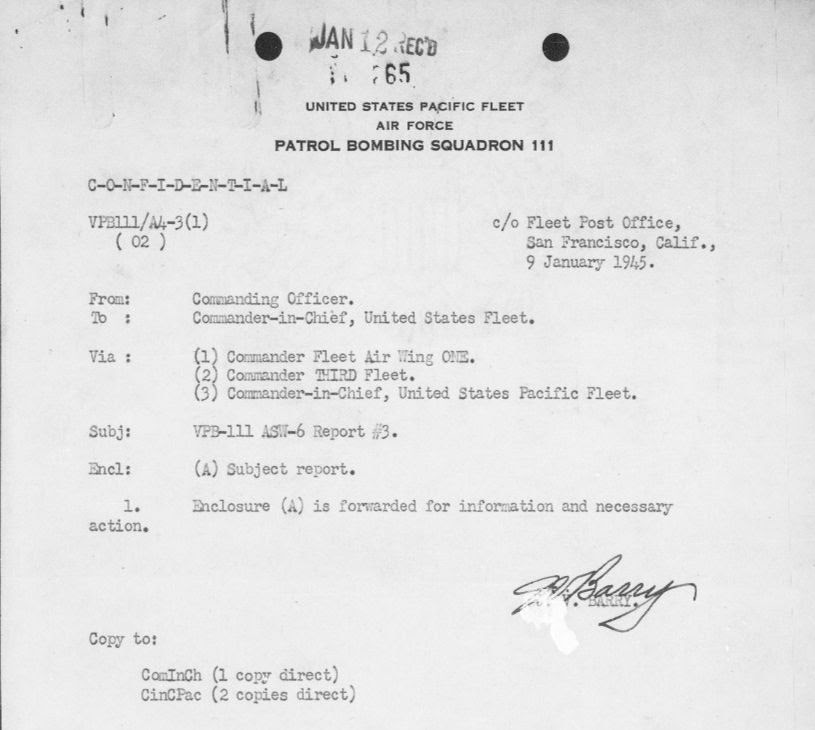 JAN 12 REC'D
65
UNITED STATES PACIFIC FLEET
AIR FORCE
PATROL BOMBING SQUADRON 111
C-O-N-F-I-D-E-N-T-I-A-L
VPB111/A4-3(1) c/o Fleet Post Office,
( 02 ) San Francisco, Calif.,
9 January 1945.
From: Commanding Officer.
To : Commander-in-Chief, United States Fleet.
Via : (1) Commander Fleet Air Wing ONE.
(2) Commander THIRD Fleet.
(3) Commander-in-Chief, United States Pacific Fleet.
Subj: VPB-111 ASW-6 Report #3.
Encl: (A) Subject report.
1. Enclosure (A) is forwarded for information and necessary
action.
Barry
BARRY.
Copy to:
ComInCh (1 copy direct)
CinCPac (2 copies direct)